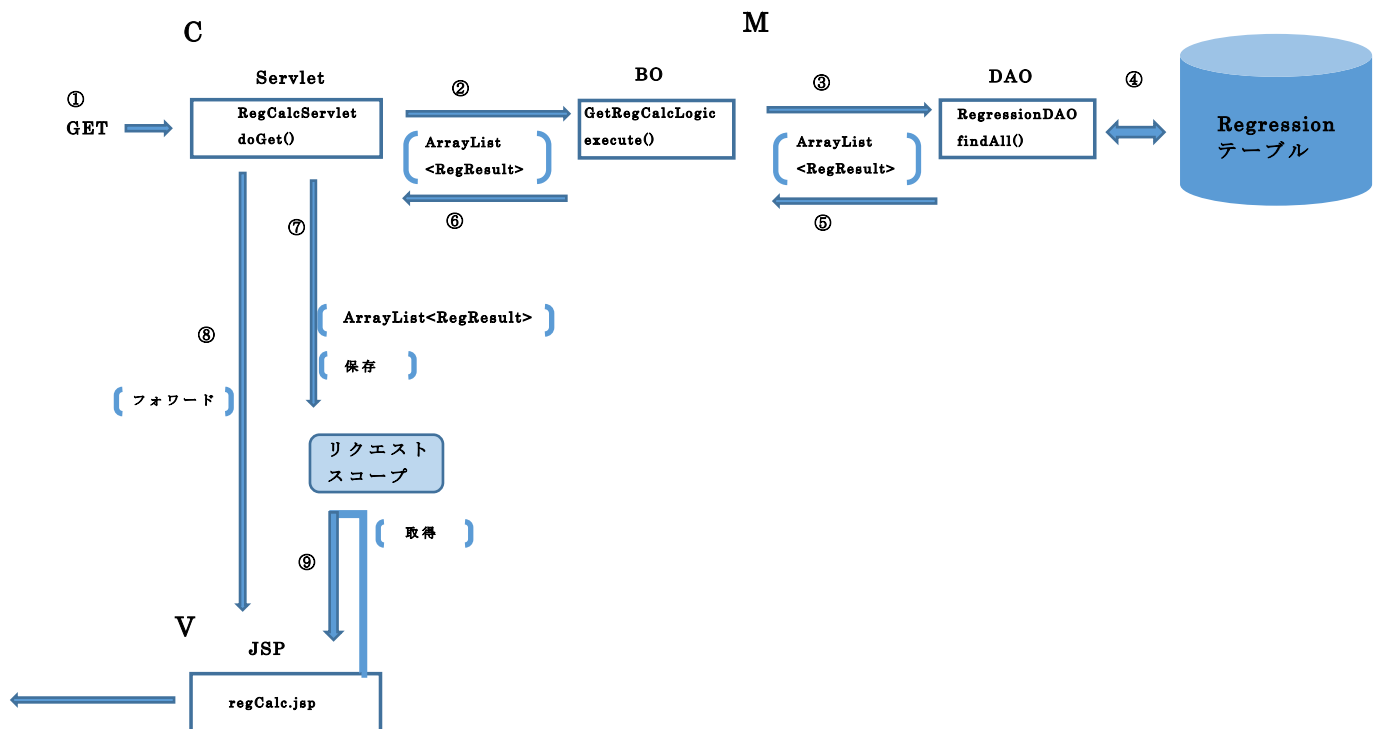 C
M
Servlet
BO
DAO
①
GET
RegCalcServlet
doGet()
②
ArrayList
<RegResult>
⑥
GetRegCalcLogic
execute()
③
ArrayList
<RegResult>
⑤
RegressionDAO
findAll()
④
Regression
テーブル
⑦
ArrayList<RegResult>
保存
⑧
フォワード
リクエスト
スコープ
取得
⑨
V
JSP
regCalc.jsp